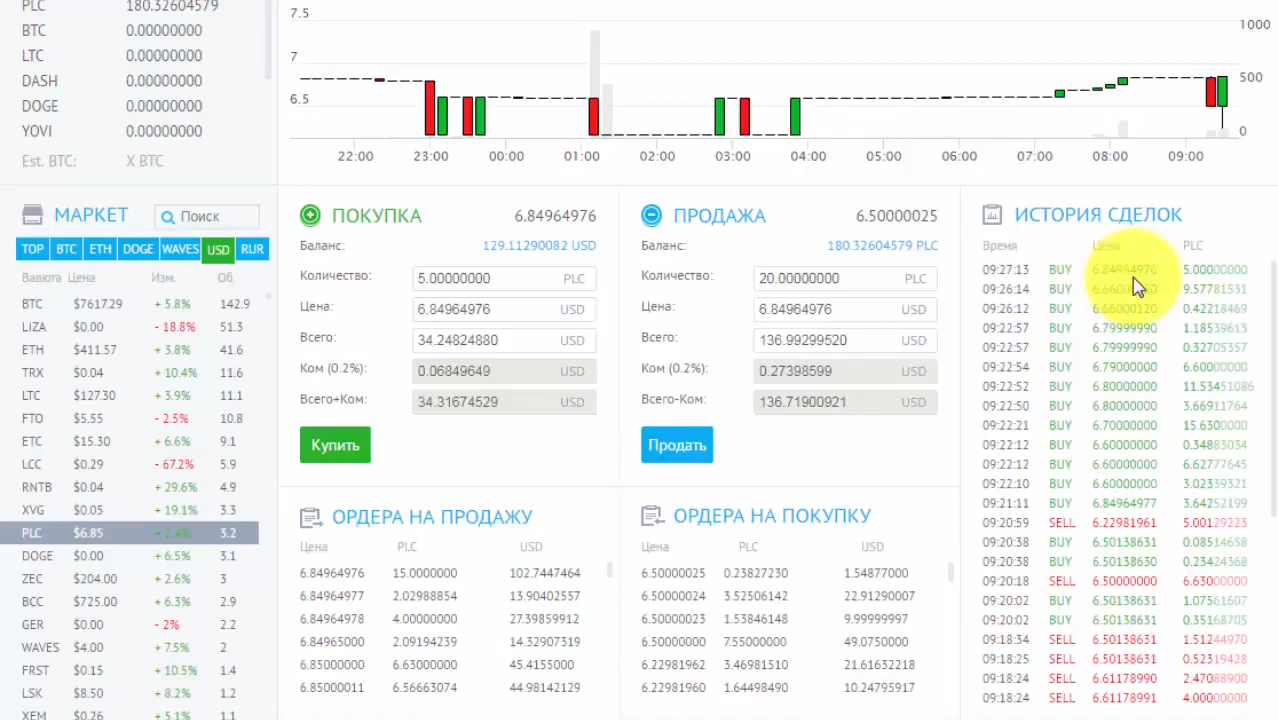 PLC 180.32604579
BTC 0.00000000
LTC 0.00000000
DASH 0.00000000
DOGE 0.00000000
YOVI 0.00000000
Est. BTC: X BTC
7.5
7
6.5
1000
500
0
22:00 23:00 00:00 01:00 02:00 03:00 04:00 05:00 06:00 07:00 08:00 09:00
МАРКЕТ Поиск
TOP BTC ETH DOGE WAVES USD RUR
Валюта Цена Изм. Об.
BTC $7617.29 + 5.8% 142.9
LIZA $0.00 - 18.8% 51.3
ETH $411.57 + 3.8% 41.6
TRX $0.04 + 10.4% 11.6
LTC $127.30 + 3.9% 11.1
FTO $5.55 - 2.5% 10.8
ETC $15.30 + 6.6% 9.1
LCC $0.29 - 67.2% 5.9
RNTB $0.04 + 29.6% 4.9
XVG $0.05 + 19.1% 3.3
PLC $6.85 + 2.4% 3.2
DOGE $0.00 + 6.5% 3.1
ZEC $204.00 + 2.6% 3
BCC $725.00 + 6.3% 2.9
GER $0.00 - 2% 2.2
WAVES $4.00 + 7.5% 2
FRST $0.15 + 10.5% 1.4
LSK $8.50 + 8.2% 1.2
XEM $0.26 + 5.1% 1.1
ПОКУПКА 6.84964976
Баланс: 129.11290082 USD
Количество: 5.00000000 PLC
Цена: 6.84964976 USD
Всего: 34.24824880 USD
Ком (0.2%): 0.06849649 USD
Всего+Ком: 34.31674529 USD
Купить
ПРОДАЖА 6.50000025
Баланс: 180.32604579 PLC
Количество: 20.00000000 PLC
Цена: 6.84964976 USD
Всего: 136.99299520 USD
Ком (0.2%): 0.27398599 USD
Всего-Ком: 136.71900921 USD
Продать
ОРДЕРА НА ПРОДАЖУ
Цена PLC USD
6.84964976 15.0000000 102.7447464
6.84964977 2.02988854 13.90402557
6.84964978 4.00000000 27.39859912
6.84965000 2.09194239 14.32907319
6.85000000 6.63000000 45.4155000
6.85000011 6.56663074 44.98142129
ОРДЕРА НА ПОКУПКУ
Цена PLC USD
6.50000025 0.23827230 1.54877000
6.50000024 3.52506142 22.91290007
6.50000023 1.53846148 9.99999997
6.50000000 7.55000000 49.0750000
6.22981962 3.46981510 21.61632218
6.22981960 1.64488490 10.24795917
ИСТОРИЯ СДЕЛОК
Время Цена PLC
09:27:13 BUY 6.84964976 5.00000000
09:26:14 BUY 9.57781531
09:26:12 BUY 6.66000120 0.42218469
09:22:57 BUY 6.79999990 1.18539613
09:22:57 BUY 6.79999990 0.32705357
09:22:54 BUY 6.79000000 6.60000000
09:22:52 BUY 6.80000000 11.53451086
09:22:50 BUY 6.80000000 3.66911764
09:22:21 BUY 6.70000000 15.6300000
09:22:12 BUY 6.60000000 0.34883034
09:22:12 BUY 6.60000000 6.62777645
09:22:10 BUY 6.60000000 3.02339321
09:21:11 BUY 6.84964977 3.64252199
09:20:59 SELL 6.22981961 5.00129223
09:20:38 BUY 6.50138631 0.08514658
09:20:38 BUY 6.50138630 0.23424368
09:20:18 SELL 6.50000000 6.63000000
09:20:02 BUY 6.50138631 1.07561607
09:20:02 BUY 6.50138631 0.35168705
09:18:34 SELL 6.50138631 1.51244970
09:18:25 SELL 6.50138631 0.52319428
09:18:24 SELL 6.61178990 2.47088900
09:18:24 SELL 6.61178991 4.00000000